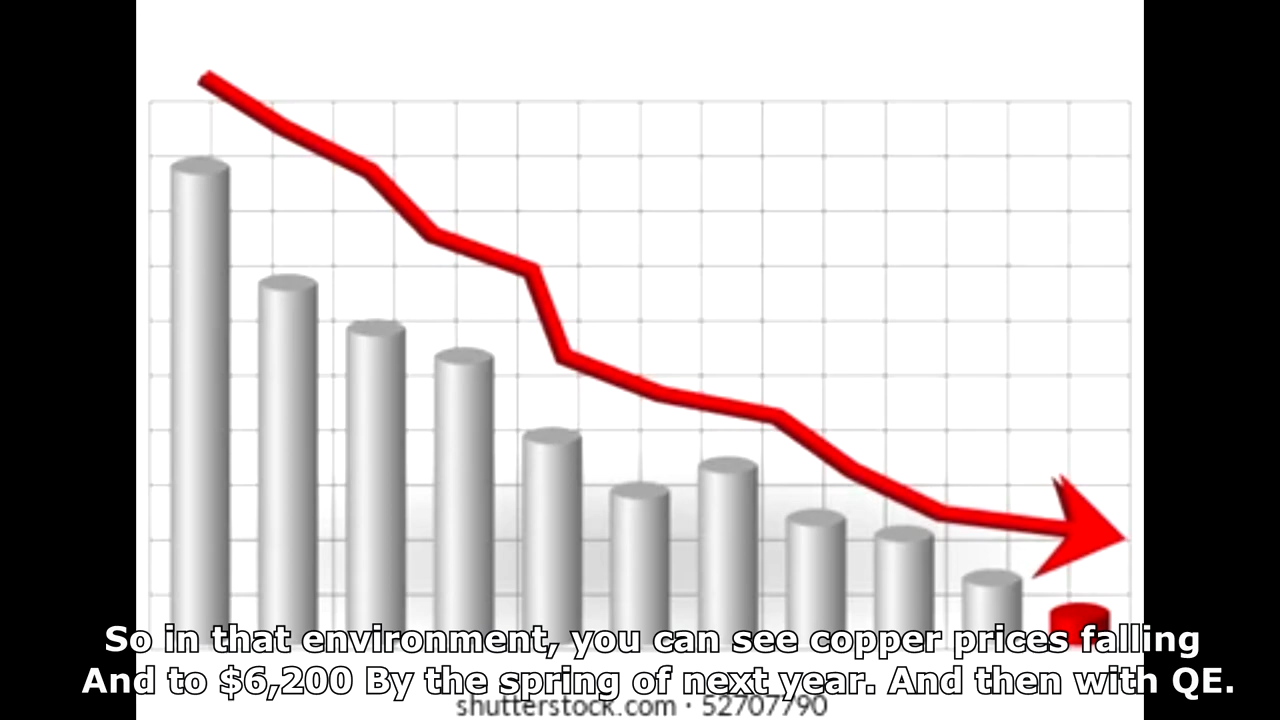 So in that environment, you can see copper prices falling
And to $6,200 By the spring of next year. And then with QE.
shutterstock.com · 52707790